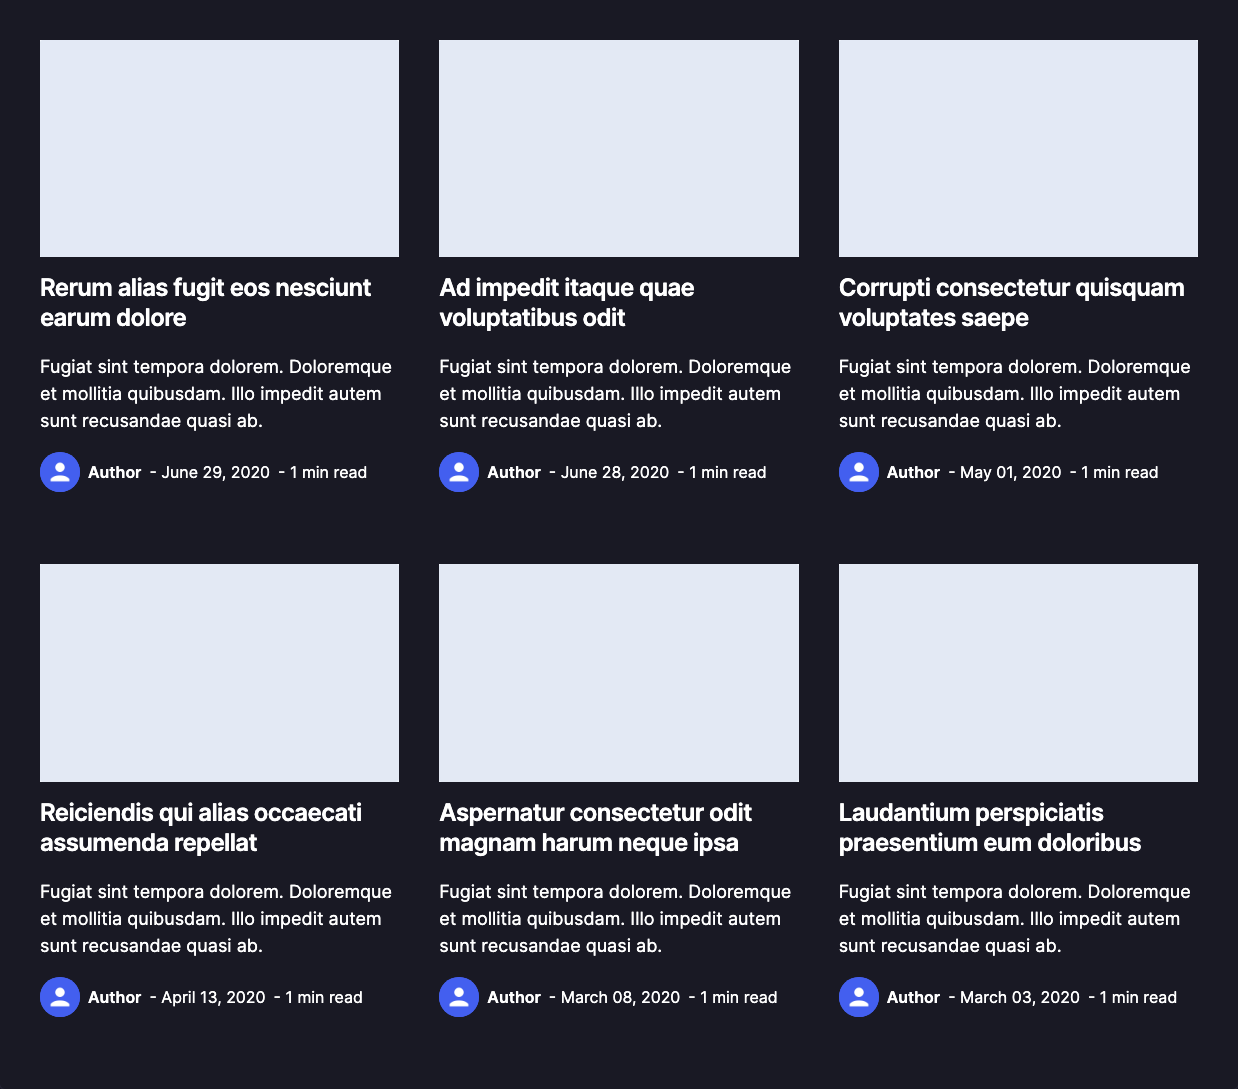 Rerum alias fugit eos nesciunt
earum dolore
Fugiat sint tempora dolorem. Doloremque
et mollitia quibusdam. Illo impedit autem
sunt recusandae quasi ab.
Author - June 29, 2020 - 1 min read
Ad impedit itaque quae
voluptatibus odit
Fugiat sint tempora dolorem. Doloremque
et mollitia quibusdam. Illo impedit autem
sunt recusandae quasi ab.
Author - June 28, 2020 - 1 min read
Corrupti consectetur quisquam
voluptates saepe
Fugiat sint tempora dolorem. Doloremque
et mollitia quibusdam. Illo impedit autem
sunt recusandae quasi ab.
Author - May 01, 2020 - 1 min read
Reiciendis qui alias occaecati
assumenda repellat
Fugiat sint tempora dolorem. Doloremque
et mollitia quibusdam. Illo impedit autem
sunt recusandae quasi ab.
Author - April 13, 2020 - 1 min read
Aspernatur consectetur odit
magnam harum neque ipsa
Fugiat sint tempora dolorem. Doloremque
et mollitia quibusdam. Illo impedit autem
sunt recusandae quasi ab.
Author - March 08, 2020 - 1 min read
Laudantium perspiciatis
praesentium eum doloribus
Fugiat sint tempora dolorem. Doloremque
et mollitia quibusdam. Illo impedit autem
sunt recusandae quasi ab.
Author - March 03, 2020 - 1 min read